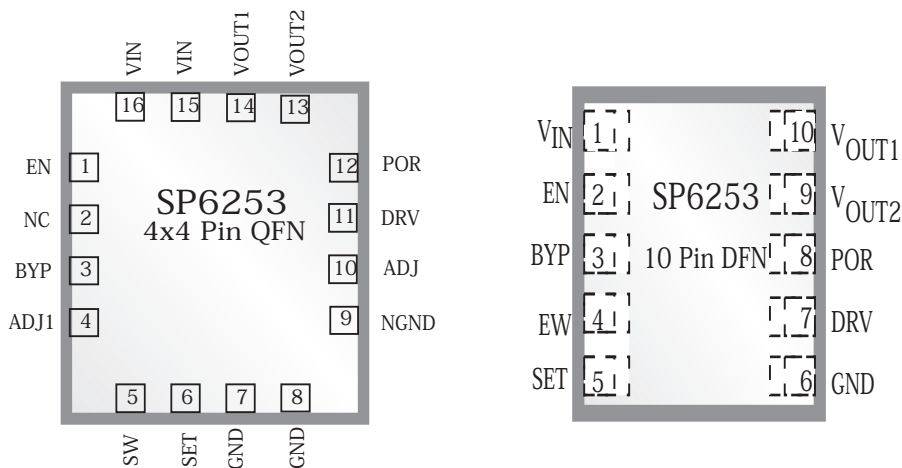 VIN VIN VOUT1 VOUT2
16 15 14 13
EN 1 12 POR
NC 2 11 DRV
BYP 3 10 ADJ
ADJ1 4 9 NGND
SP6253
4x4 Pin QFN
5 6 7 8
SW SET GND GND
VIN 1 10 VOUT1
EN 2 9 VOUT2
BYP 3 8 POR
EW 4 7 DRV
SET 5 6 GND
SP6253
10 Pin DFN